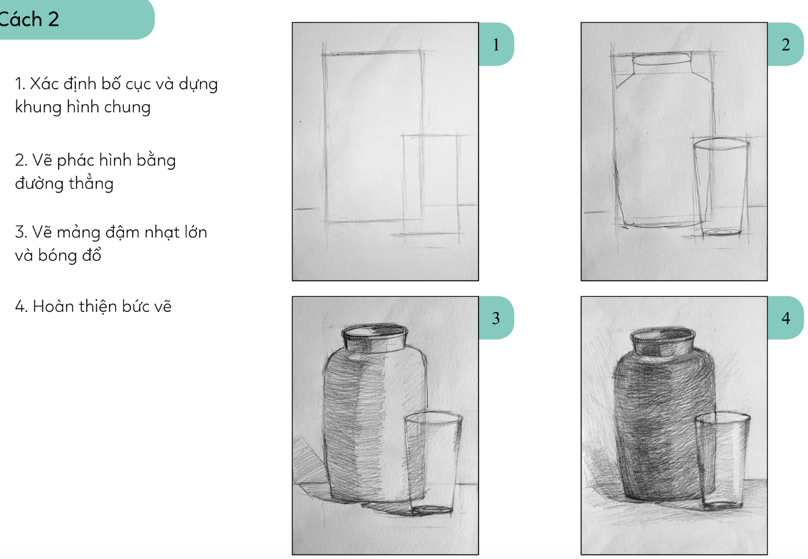 Cách 2
1. Xác định bố cục và dựng
khung hình chung
2. Vẽ phác hình bằng
đường thẳng
3. Vẽ mảng đậm nhạt lớn
và bóng đổ
4. Hoàn thiện bức vẽ
1
2
3
4